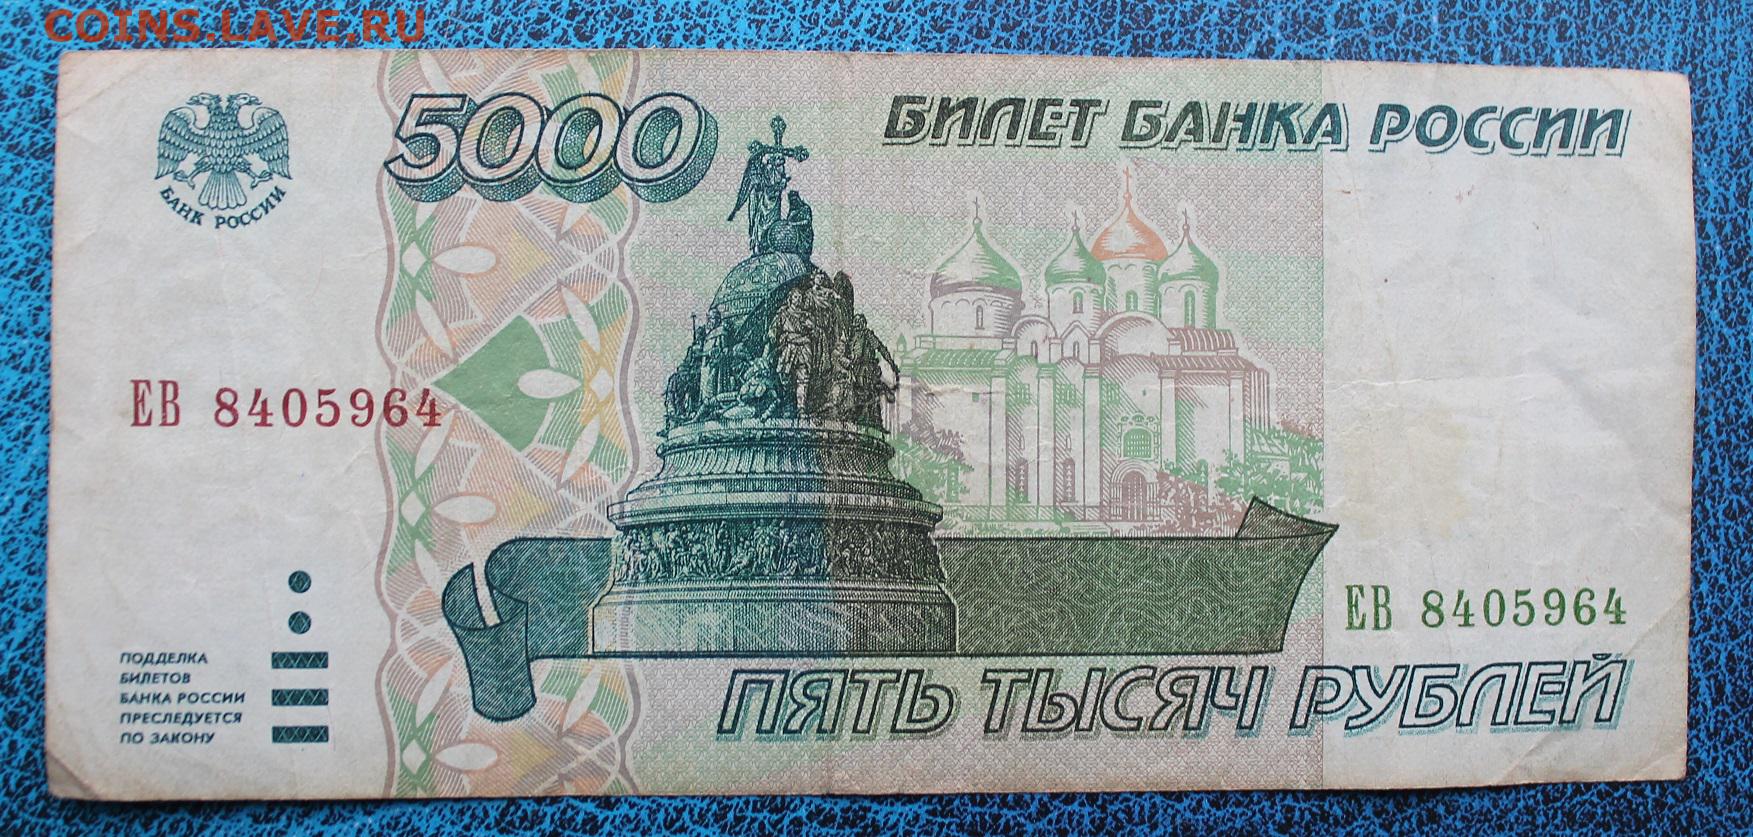 COINS.LAVE.RU
5000
БИЛЕТ БАНКА РОССИИ
БАНК РОССИИ
ЕВ 8405964
ЕВ 8405964
ПОДДЕЛКА
БИЛЕТОВ
БАНКА РОССИИ
ПРЕСЛЕДУЕТСЯ
ПО ЗАКОНУ
ПЯТЬ ТЫСЯЧ РУБЛЕЙ